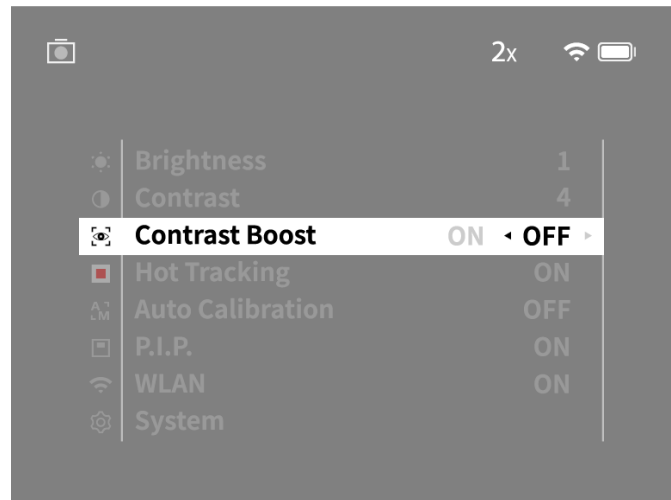 2x
Brightness 1
Contrast 4
Contrast Boost ON OFF
Hot Tracking ON
A M Auto Calibration OFF
P.I.P. ON
WLAN ON
System